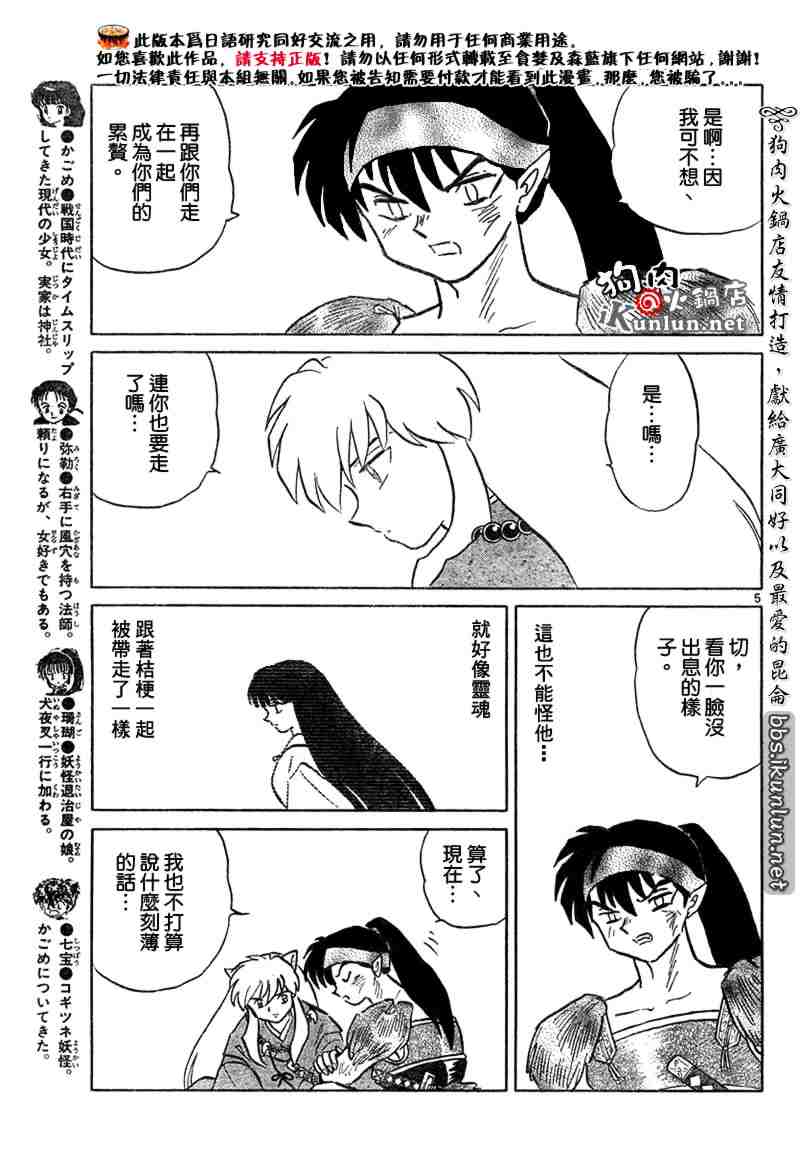 此版本爲日語研究同好交流之用，請勿用于任何商業用途。
如您喜歡此作品，請支持正版！請勿以任何形式轉載至貪婪及森藍旗下任何網站，謝謝！
一切法律責任與本組無關，如果您被告知需要付款才能看到此漫畫，那麼，您被騙了....
是啊…因
我可不想、
再跟你們走
在一起
成為你們的
累贅。
狗肉
火鍋店
iKunlun.net
是…嗎…
連你也要走
了嗎…
5
切，
看你一臉沒
出息的樣
子。
這也不能怪他…
就好像靈魂
跟著桔梗一起
被帶走了一樣
算了、
現在…
我也不打算
說什麼刻薄
的話…
狗肉火鍋店友情打造，獻給廣大同好以及最愛的昆侖
bbs.ikunlun.net
●かごめ●戦国時代にタイムスリップ
してきた現代の少女。実家は神社。
●弥勒●右手に風穴を持つ法師。
頼りになるが、女好きでもある。
●珊瑚●妖怪退治屋の娘。
犬夜叉一行に加わる。
●七宝●コギツネ妖怪。
かごめについてきた。